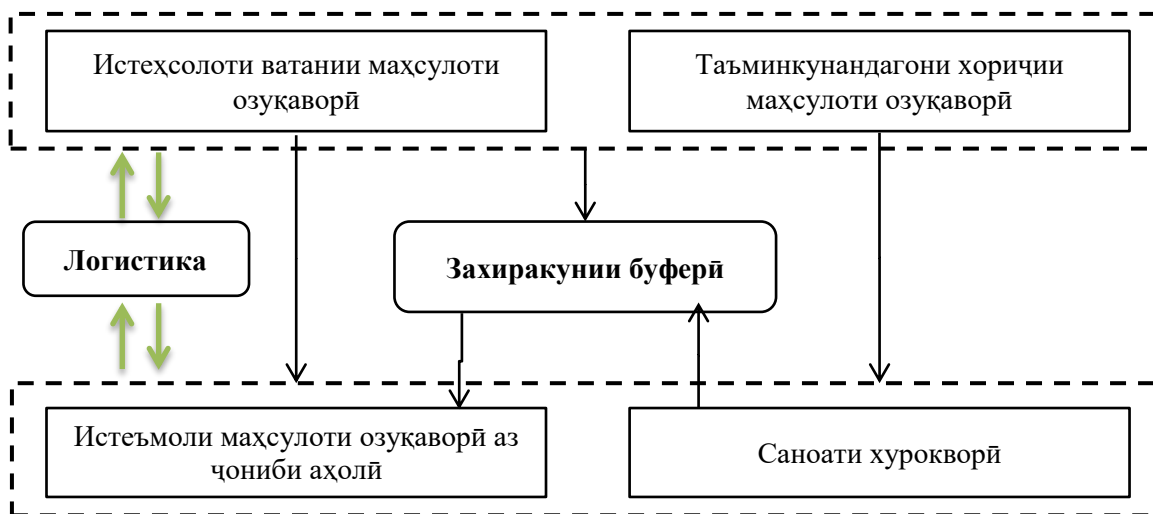 Истеҳсолоти ватании маҳсулоти
озуқаворӣ
Таъминкунандагони хориҷии
маҳсулоти озуқаворӣ
Логистика
Захиракунии буферӣ
Истеъмоли маҳсулоти озуқаворӣ аз
ҷониби аҳолӣ
Саноати хурокворӣ